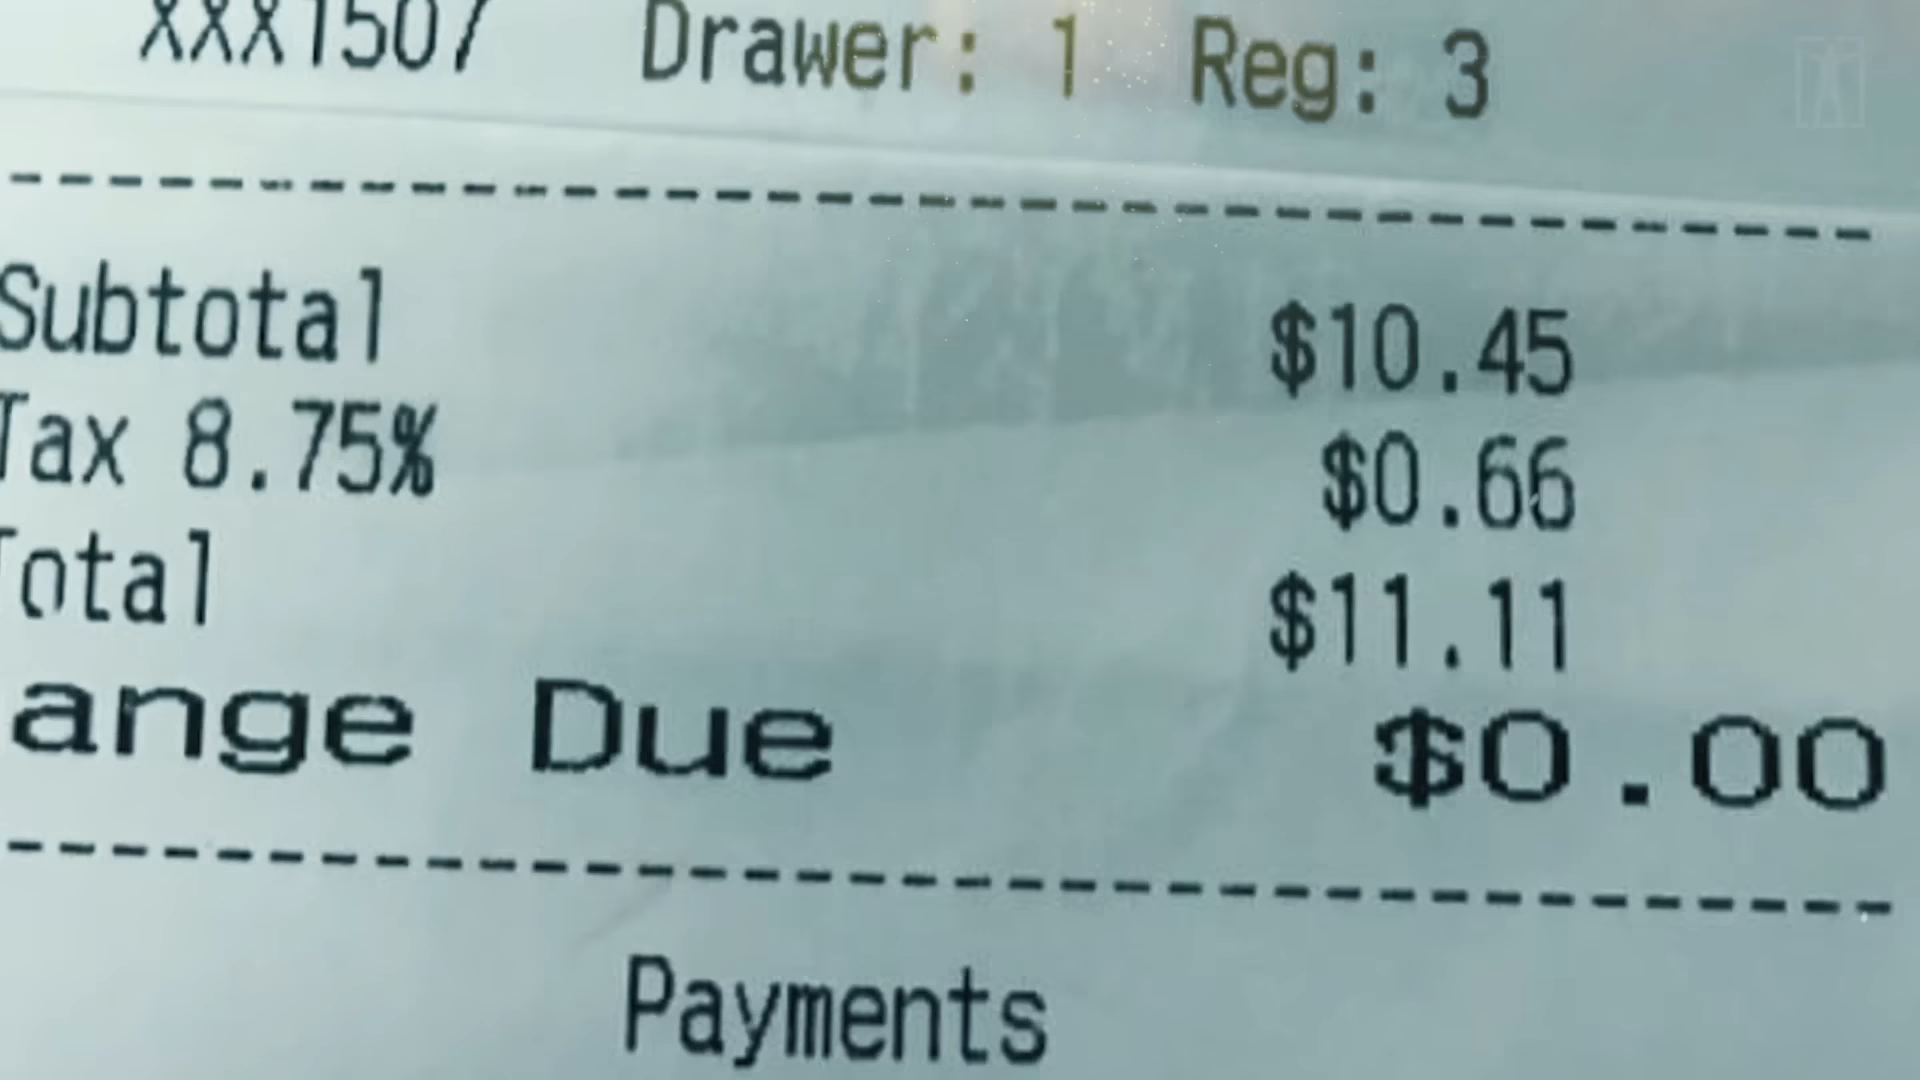 XXX1507 Drawer: 1 Reg: 3
Subtotal $10.45
Tax 8.75% $0.66
Total $11.11
ange Due $0.00
Payments